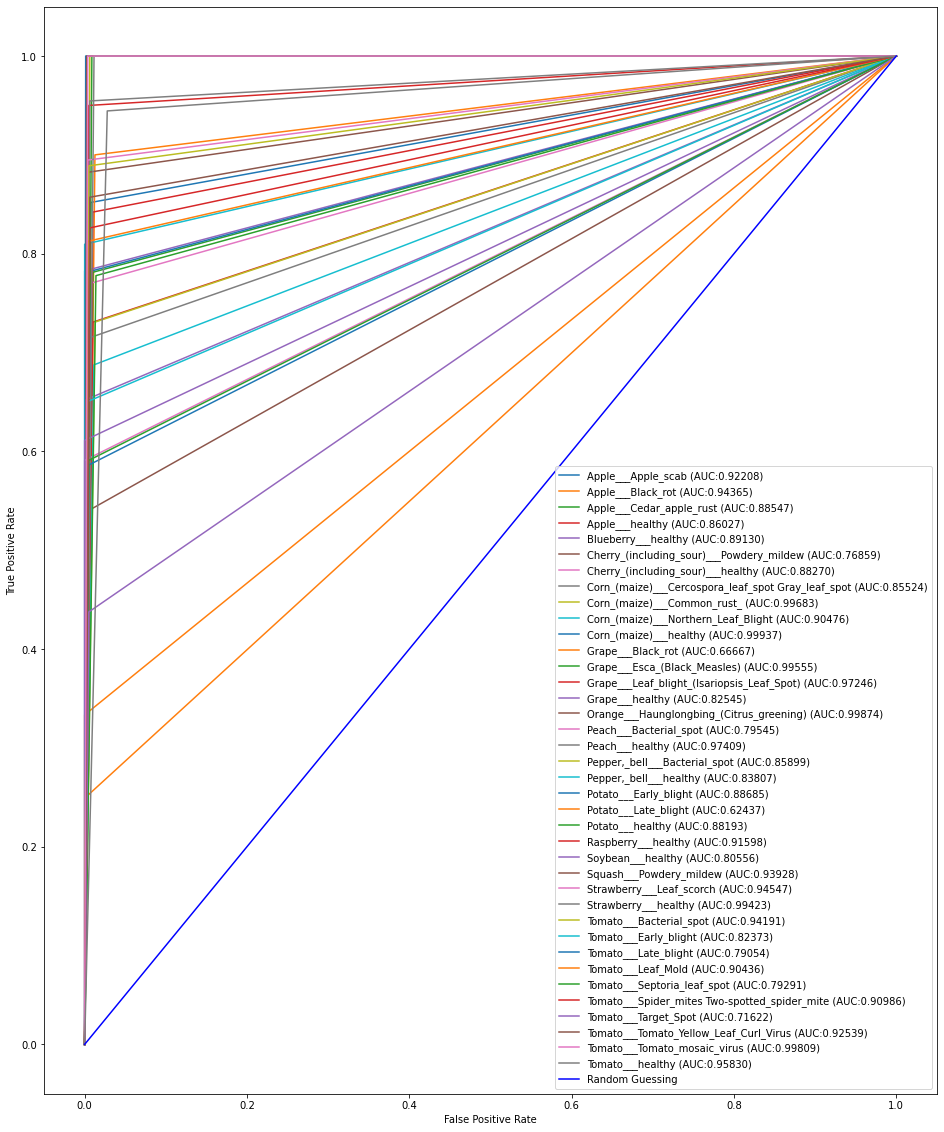 1.0
0.8
0.6
0.4
0.2
0.0
True Positive Rate
Apple___Apple_scab (AUC:0.92208)
Apple___Black_rot (AUC:0.94365)
Apple___Cedar_apple_rust (AUC:0.88547)
Apple___healthy (AUC:0.86027)
Blueberry___healthy (AUC:0.89130)
Cherry_(including_sour)___Powdery_mildew (AUC:0.76859)
Cherry_(including_sour)___healthy (AUC:0.88270)
Corn_(maize)___Cercospora_leaf_spot Gray_leaf_spot (AUC:0.85524)
Corn_(maize)___Common_rust_ (AUC:0.99683)
Corn_(maize)___Northern_Leaf_Blight (AUC:0.90476)
Corn_(maize)___healthy (AUC:0.99937)
Grape___Black_rot (AUC:0.66667)
Grape___Esca_(Black_Measles) (AUC:0.99555)
Grape___Leaf_blight_(Isariopsis_Leaf_Spot) (AUC:0.97246)
Grape___healthy (AUC:0.82545)
Orange___Haunglongbing_(Citrus_greening) (AUC:0.99874)
Peach___Bacterial_spot (AUC:0.79545)
Peach___healthy (AUC:0.97409)
Pepper,_bell___Bacterial_spot (AUC:0.85899)
Pepper,_bell___healthy (AUC:0.83807)
Potato___Early_blight (AUC:0.88685)
Potato___Late_blight (AUC:0.62437)
Potato___healthy (AUC:0.88193)
Raspberry___healthy (AUC:0.91598)
Soybean___healthy (AUC:0.80556)
Squash___Powdery_mildew (AUC:0.93928)
Strawberry___Leaf_scorch (AUC:0.94547)
Strawberry___healthy (AUC:0.99423)
Tomato___Bacterial_spot (AUC:0.94191)
Tomato___Early_blight (AUC:0.82373)
Tomato___Late_blight (AUC:0.79054)
Tomato___Leaf_Mold (AUC:0.90436)
Tomato___Septoria_leaf_spot (AUC:0.79291)
Tomato___Spider_mites Two-spotted_spider_mite (AUC:0.90986)
Tomato___Target_Spot (AUC:0.71622)
Tomato___Tomato_Yellow_Leaf_Curl_Virus (AUC:0.92539)
Tomato___Tomato_mosaic_virus (AUC:0.99809)
Tomato___healthy (AUC:0.95830)
Random Guessing
0.0 0.2 0.4 0.6 0.8 1.0
False Positive Rate